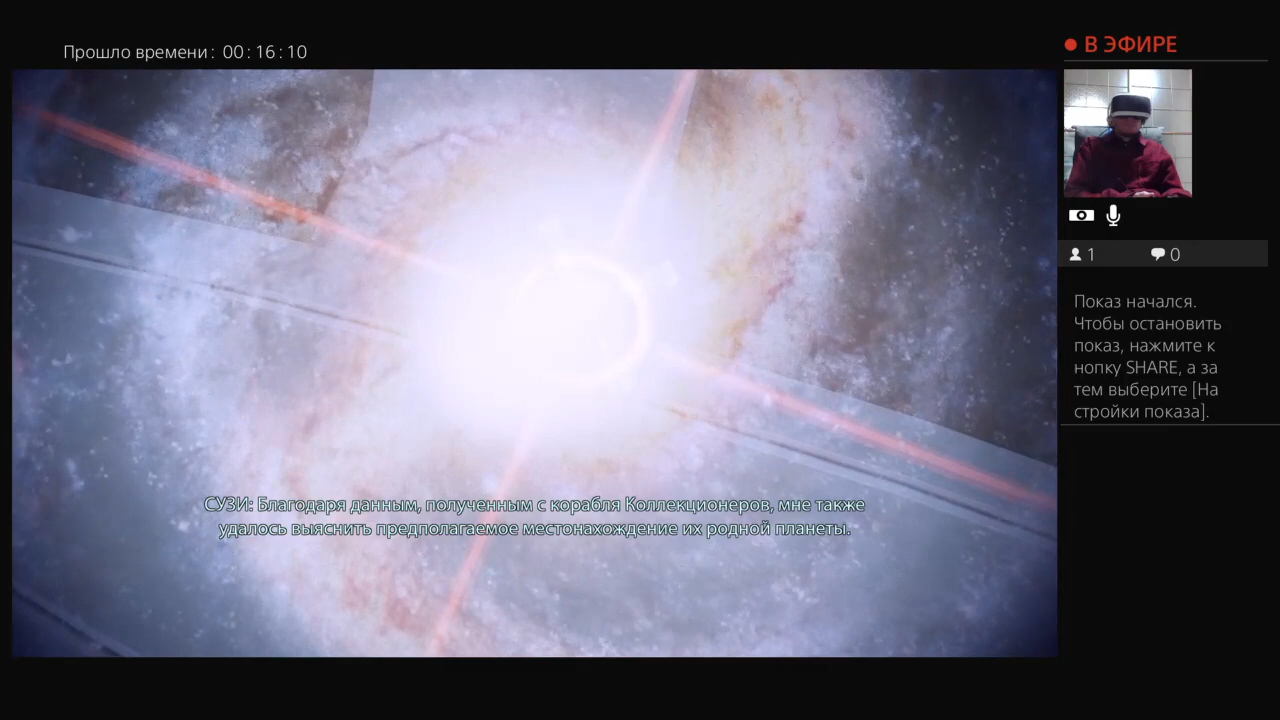 Прошло времени: 00:16:10
В ЭФИРЕ
1 0
Показ начался.
Чтобы остановить
показ, нажмите к
нопку SHARE, а за
тем выберите [На
стройки показа].
СУЗИ: Благодаря данным, полученным с корабля Коллекционеров, мне также
удалось выяснить предполагаемое местонахождение их родной планеты.